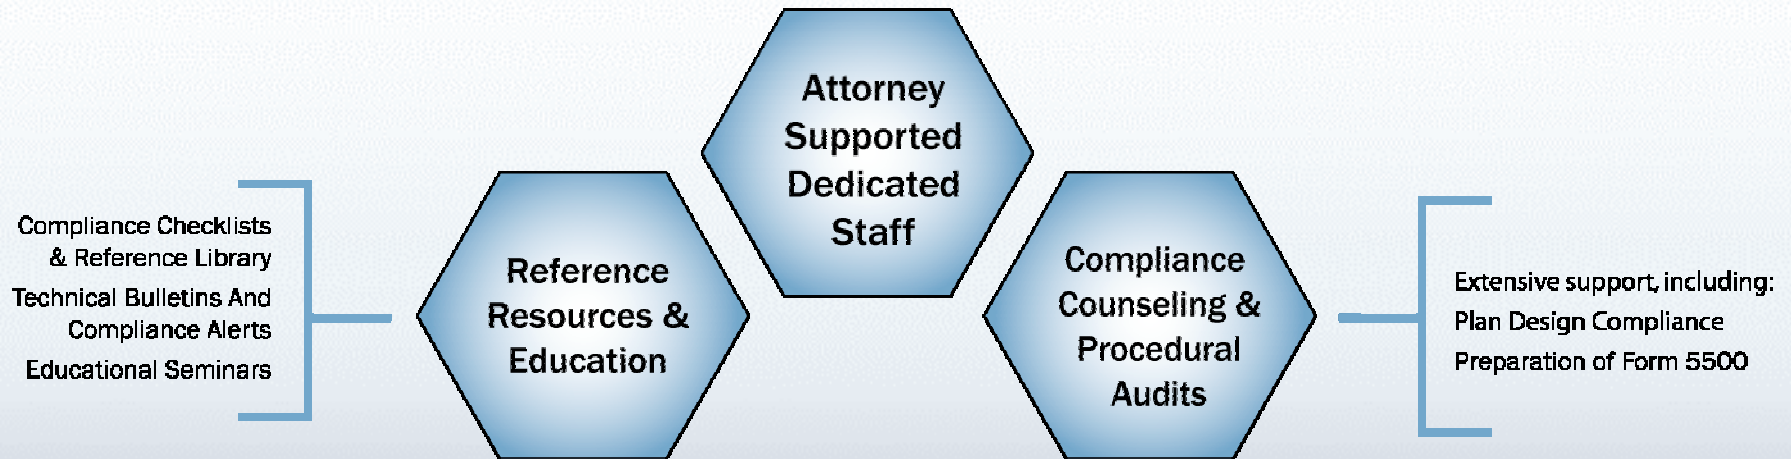 Attorney
Supported
Dedicated
Staff
Compliance Checklists
& Reference Library
Technical Bulletins And
Compliance Alerts
Educational Seminars
Reference
Resources &
Education
Compliance
Counseling &
Procedural
Audits
Extensive support, including:
Plan Design Compliance
Preparation of Form 5500